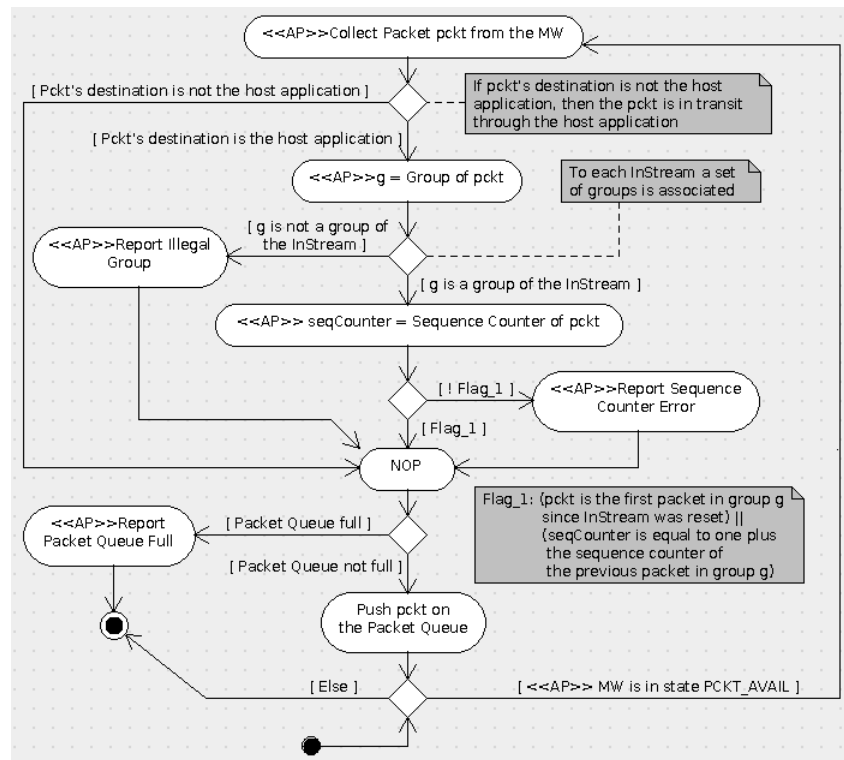 <<AP>>Collect Packet pckt from the MW
[ Pckt's destination is not the host application ]
If pckt's destination is not the host
application, then the pckt is in transit
through the host application
[ Pckt's destination is the host application ]
<<AP>>g = Group of pckt
To each InStream a set
of groups is associated
[ g is not a group of
the InStream ]
<<AP>>Report Illegal
Group
[ g is a group of the InStream ]
<<AP>> seqCounter = Sequence Counter of pckt
[ ! Flag_1 ]
<<AP>>Report Sequence
Counter Error
[ Flag_1 ]
NOP
Flag_1: (pckt is the first packet in group g
since InStream was reset) ||
(seqCounter is equal to one plus
the sequence counter of
the previous packet in group g)
[ Packet Queue full ]
<<AP>>Report
Packet Queue Full
[ Packet Queue not full ]
Push pckt on
the Packet Queue
[ Else ]
[ <<AP>> MW is in state PCKT_AVAIL ]